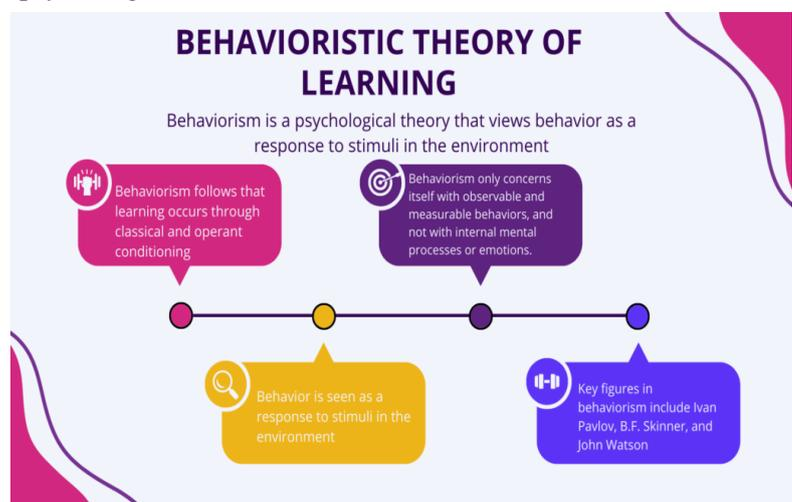 BEHAVIORISTIC THEORY OF
LEARNING
Behaviorism is a psychological theory that views behavior as a
response to stimuli in the environment
Behaviorism follows that
learning occurs through
classical and operant
conditioning
Behaviorism only concerns
itself with observable and
measurable behaviors, and
not with internal mental
processes or emotions.
Behavior is seen as a
response to stimuli in the
environment
Key figures in
behaviorism include Ivan
Pavlov, B.F. Skinner, and
John Watson